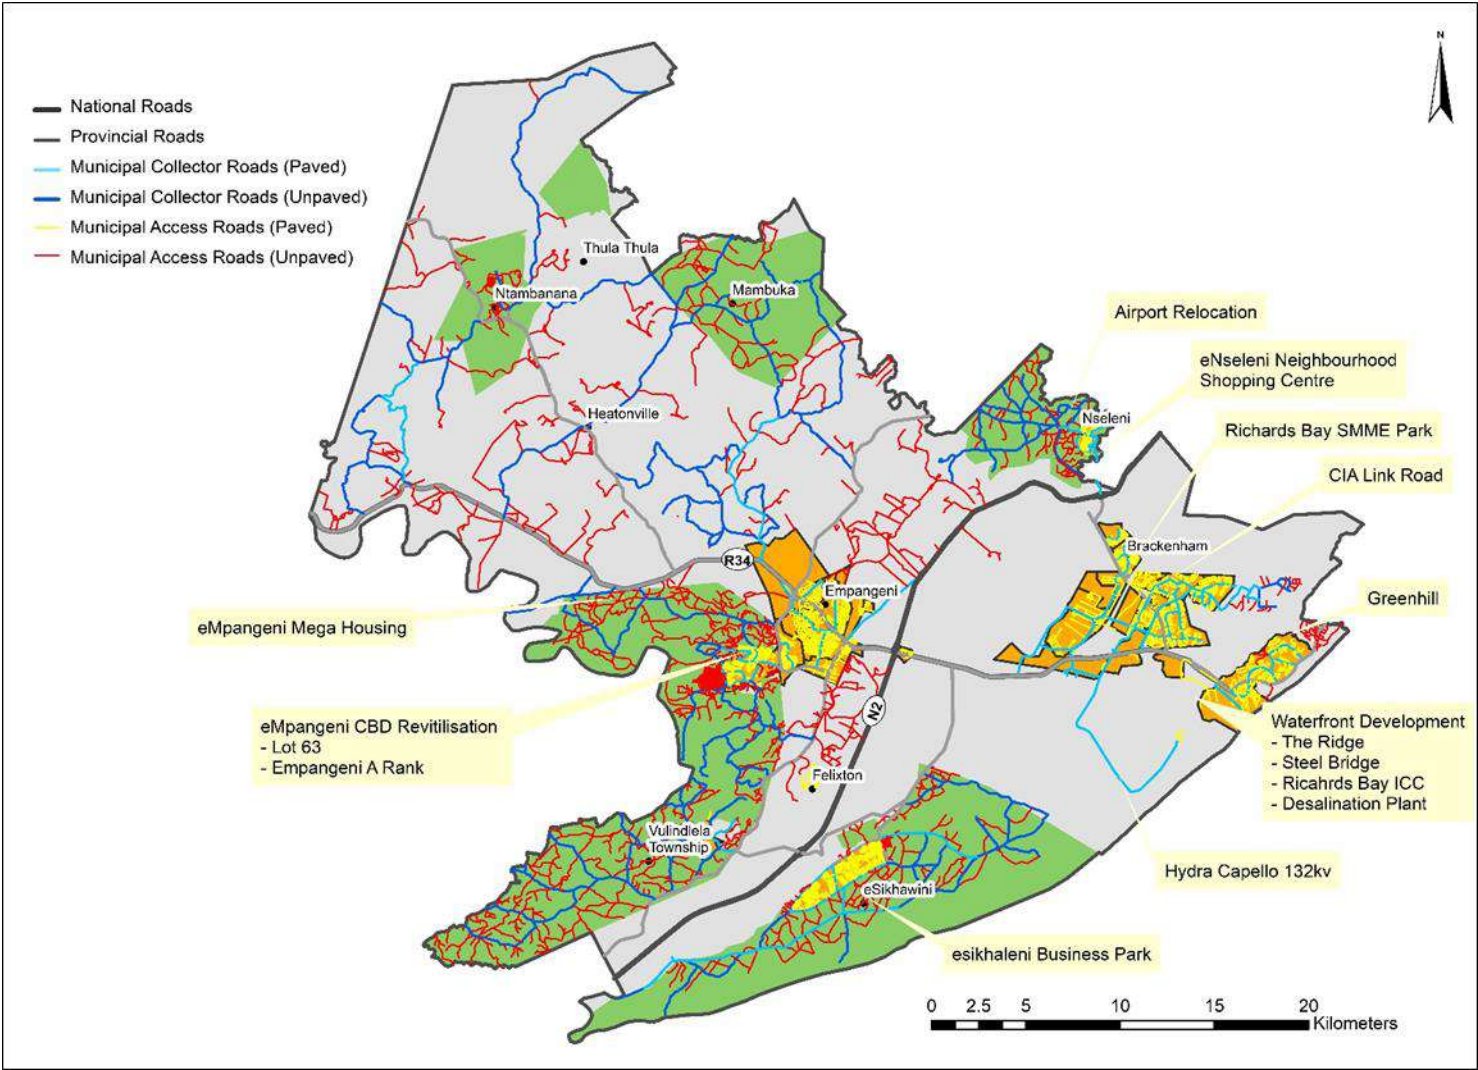 N
National Roads
Provincial Roads
Municipal Collector Roads (Paved)
Municipal Collector Roads (Unpaved)
Municipal Access Roads (Paved)
Municipal Access Roads (Unpaved)
Thula Thula
Ntambanana
Mambuka
Airport Relocation
eNseleni Neighbourhood
Shopping Centre
Heatonville
Nseleni
Richards Bay SMME Park
CIA Link Road
Brackenham
R34
Empangeni
Greenhill
eMpangeni Mega Housing
N2
eMpangeni CBD Revitilisation
- Lot 63
- Empangeni A Rank
Waterfront Development
- The Ridge
- Steel Bridge
- Ricahrds Bay ICC
- Desalination Plant
Felixton
Vulindlela
Township
Hydra Capello 132kv
eSikhawini
esikhaleni Business Park
0 2.5 5 10 15 20
Kilometers